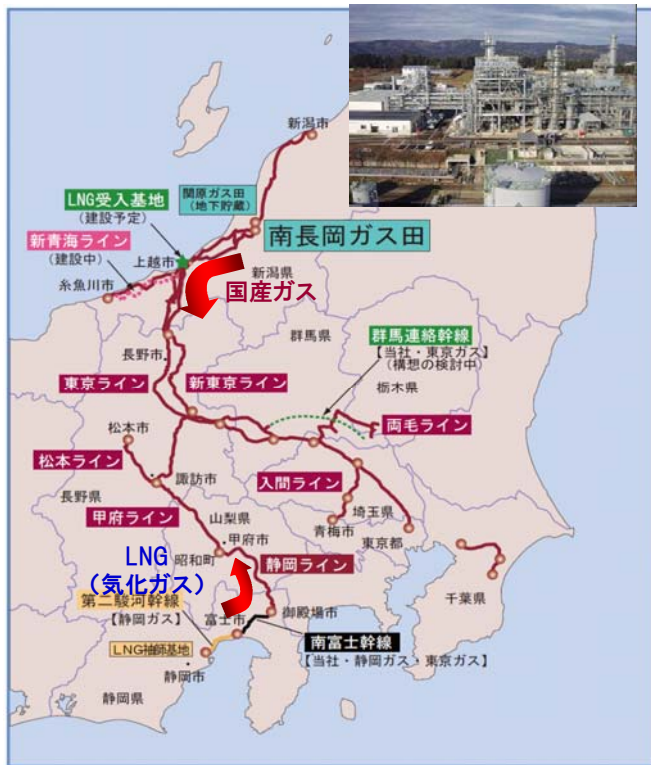 新潟市
LNG受入基地
(建設予定)
関原ガス田
(地下貯蔵)
南長岡ガス田
新青海ライン
(建設中)
上越市
糸魚川市
新潟県
国産ガス
群馬県
群馬連絡幹線
【当社・東京ガス】
(構想の検討中)
栃木県
長野市
東京ライン
新東京ライン
両毛ライン
松本市
松本ライン
諏訪市
入間ライン
長野県
甲府ライン
山梨県
埼玉県
青梅市
東京都
甲府市
昭和町
LNG
(気化ガス)
静岡ライン
千葉県
第二駿河幹線
【静岡ガス】
富士市
御殿場市
南富士幹線
【当社・静岡ガス・東京ガス】
LNG袖師基地
静岡市
静岡県